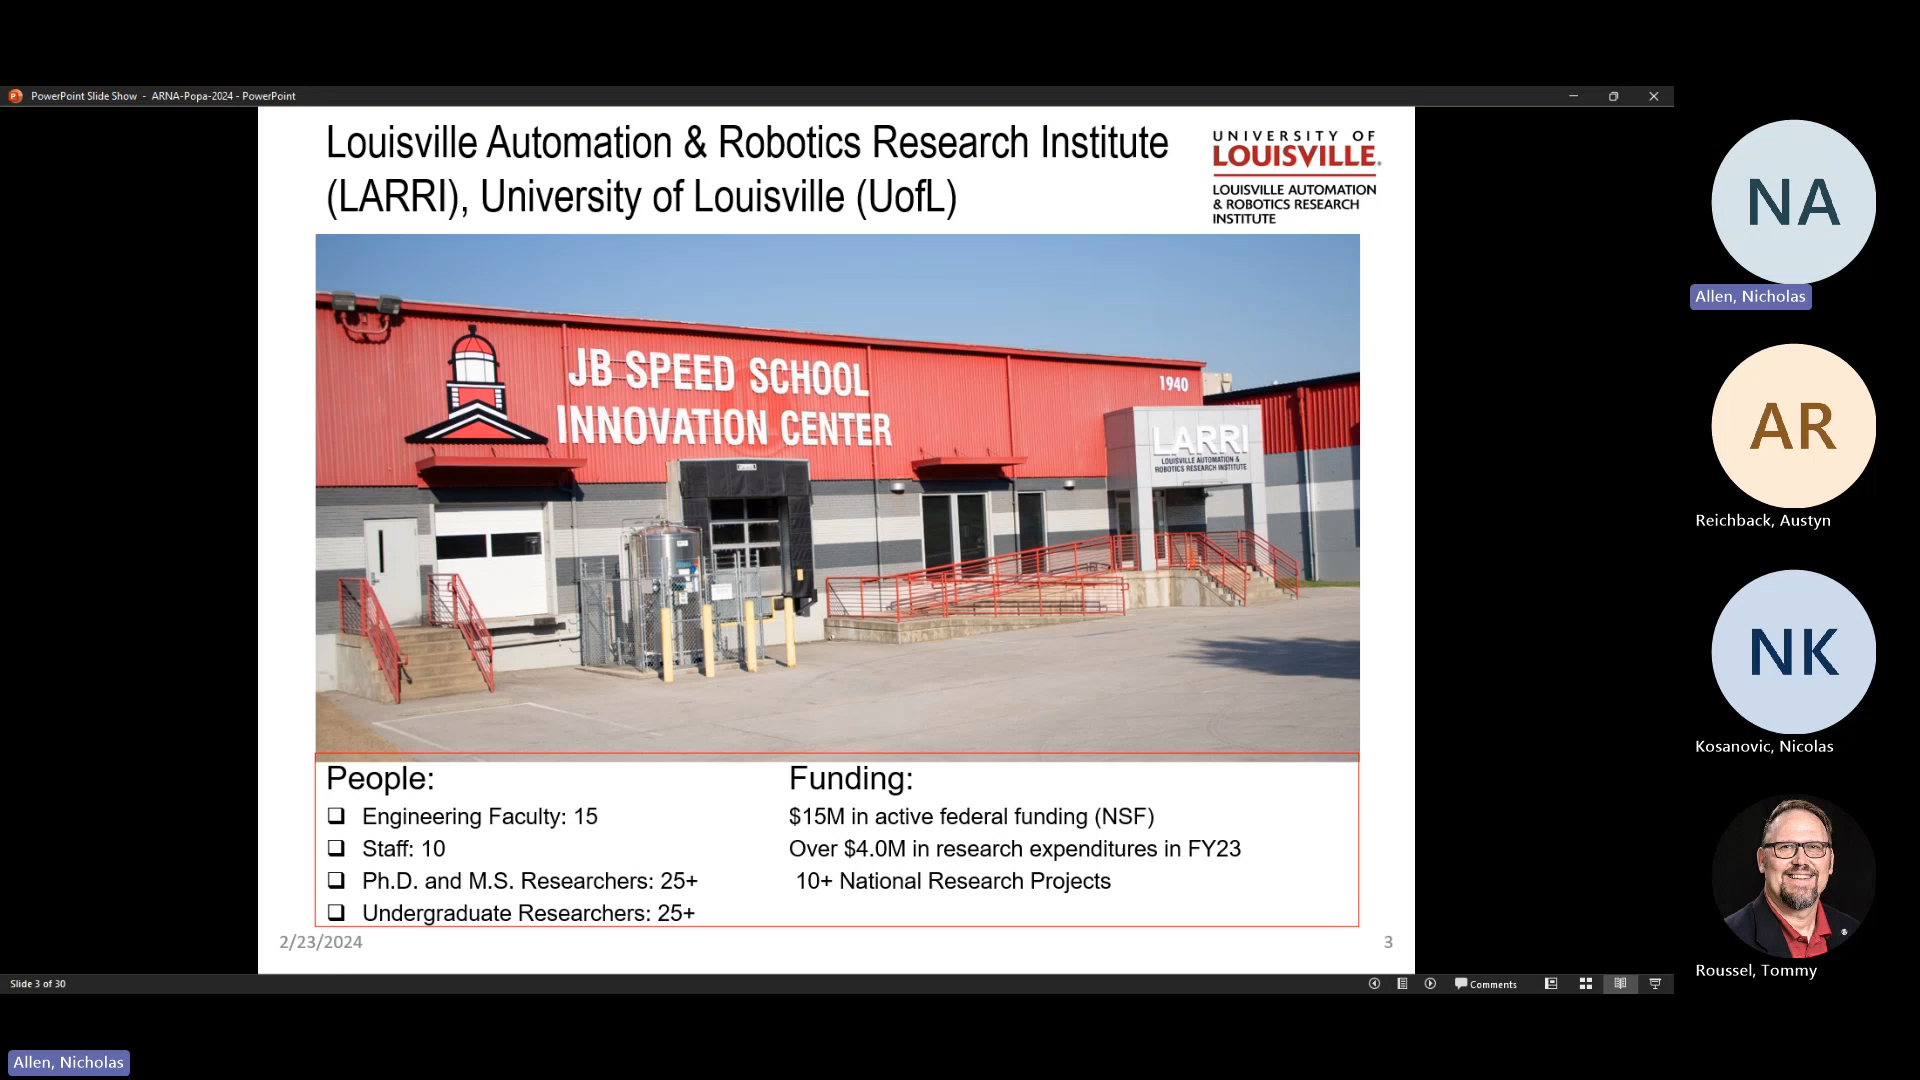 PowerPoint Slide Show - ARNA-Popa-2024 - PowerPoint
Louisville Automation & Robotics Research Institute
(LARRI), University of Louisville (UofL)
UNIVERSITY OF
LOUISVILLE.
LOUISVILLE AUTOMATION
& ROBOTICS RESEARCH
INSTITUTE
JB SPEED SCHOOL
INNOVATION CENTER
1940
LARRI
LOUISVILLE AUTOMATION &
ROBOTICS RESEARCH INSTITUTE
People:
❑ Engineering Faculty: 15
❑ Staff: 10
❑ Ph.D. and M.S. Researchers: 25+
❑ Undergraduate Researchers: 25+
Funding:
$15M in active federal funding (NSF)
Over $4.0M in research expenditures in FY23
10+ National Research Projects
2/23/2024
3
Slide 3 of 30
Comments
NA
Allen, Nicholas
AR
Reichback, Austyn
NK
Kosanovic, Nicolas
Roussel, Tommy
Allen, Nicholas